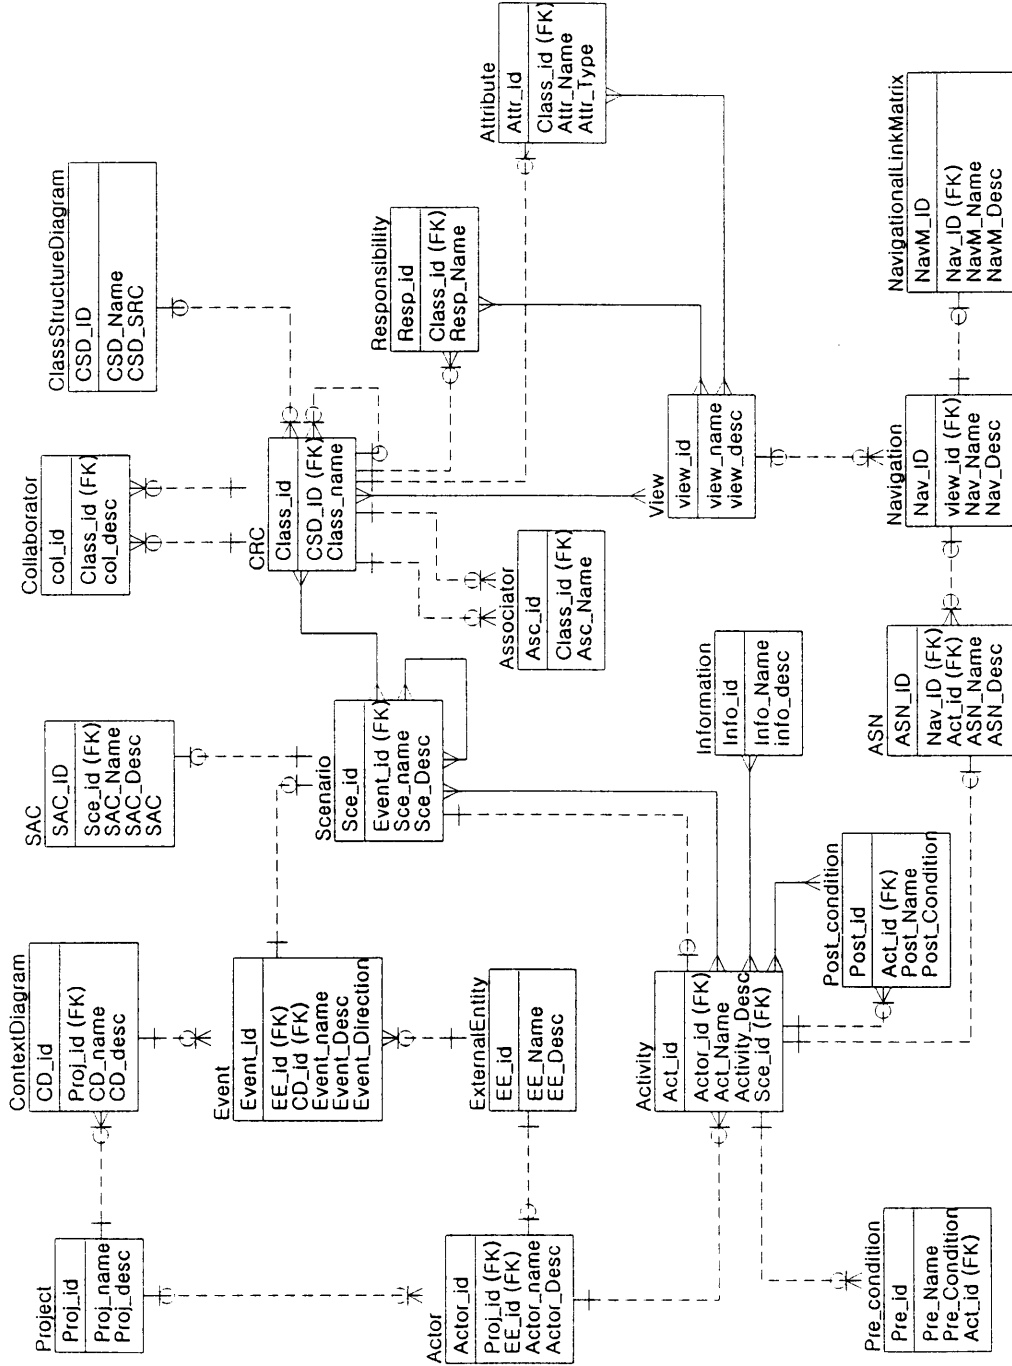 Project
Proj_id
Proj_name
Proj_desc
ContextDiagram
CD_id
Proj_id (FK)
CD_name
CD_desc
SAC
SAC_ID
Sce_id (FK)
SAC_Name
SAC_Desc
SAC
Collaborator
col_id
Class_id (FK)
col_desc
ClassStructureDiagram
CSD_ID
CSD_Name
CSD_SRC
Event
Event_id
EE_id (FK)
CD_id (FK)
Event_name
Event_Desc
Event_Direction
Scenario
Sce_id
Event_id (FK)
Sce_name
Sce_Desc
CRC
Class_id
CSD_ID (FK)
Class_name
Responsibility
Resp_id
Class_id (FK)
Resp_Name
Attribute
Attr_id
Class_id (FK)
Attr_Name
Attr_Type
Actor
Actor_id
Proj_id (FK)
EE_id (FK)
Actor_name
Actor_Desc
ExternalEntity
EE_id
EE_Name
EE_Desc
Associator
Asc_id
Class_id (FK)
Asc_Name
Activity
Act_id
Actor_id (FK)
Act_Name
Activity_Desc
Sce_id (FK)
Information
Info_id
Info_Name
info_desc
View
view_id
view_name
view_desc
Pre_condition
Pre_id
Pre_Name
Pre_Condition
Act_id (FK)
Post_condition
Post_id
Act_id (FK)
Post_Name
Post_Condition
ASN
ASN_ID
Nav_ID (FK)
Act_id (FK)
ASN_Name
ASN_Desc
Navigation
Nav_ID
view_id (FK)
Nav_Name
Nav_Desc
NavigationalLinkMatrix
NavM_ID
Nav_ID (FK)
NavM_Name
NavM_Desc